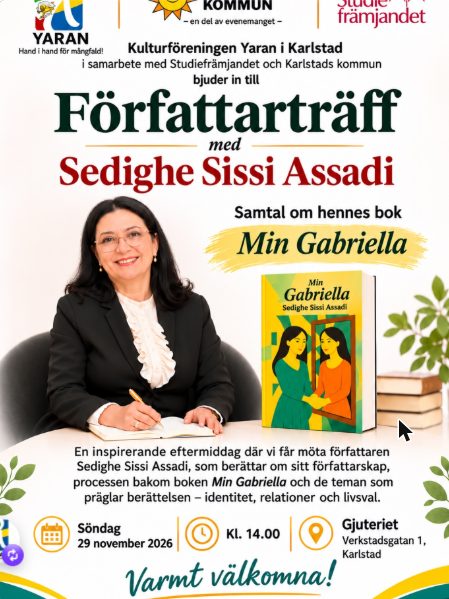 YARAN
Hand i hand för mångfald!
KOMMUN
– en del av evenemanget –
Studie
främjandet
Kulturföreningen Yaran i Karlstad
i samarbete med Studiefrämjandet och Karlstads kommun
bjuder in till
Författarträff
med
Sedighe Sissi Assadi
Samtal om hennes bok
Min Gabriella
Min
Gabriella
Sedighe Sissi Assadi
En inspirerande eftermiddag där vi får möta författaren
Sedighe Sissi Assadi, som berättar om sitt författarskap,
processen bakom boken Min Gabriella och de teman som
präglar berättelsen – identitet, relationer och livsval.
Söndag
29 november 2026
Kl. 14.00
Gjuteriet
Verkstadsgatan 1,
Karlstad
Varmt välkomna!